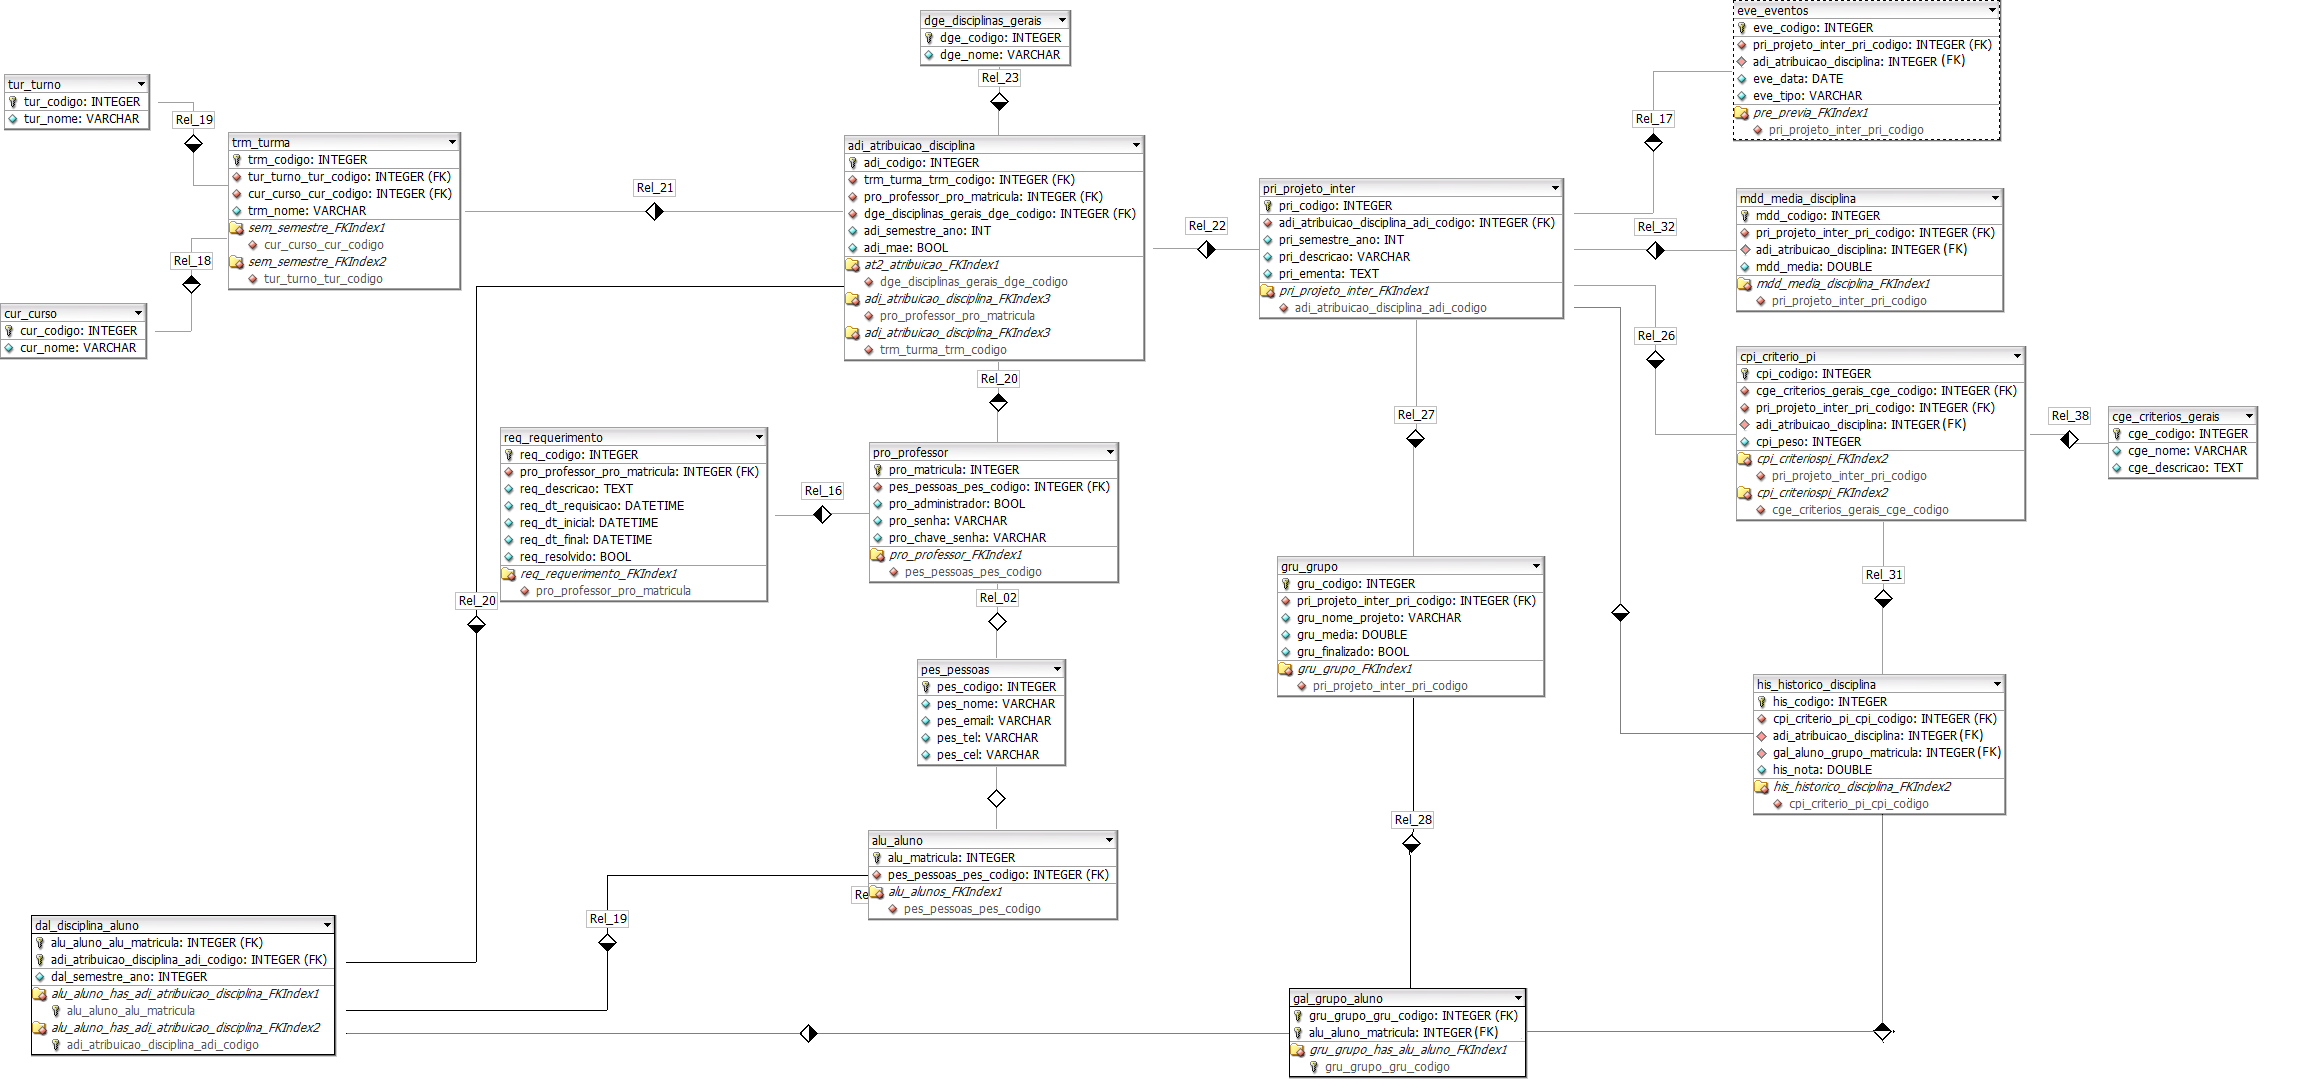 dge_disciplinas_gerais
dge_codigo: INTEGER
dge_nome: VARCHAR
Rel_23
eve_eventos
eve_codigo: INTEGER
pri_projeto_inter_pri_codigo: INTEGER (FK)
adi_atribuicao_disciplina: INTEGER (FK)
eve_data: DATE
eve_tipo: VARCHAR
pre_previa_FKIndex1
pri_projeto_inter_pri_codigo
Rel_17
tur_turno
tur_codigo: INTEGER
tur_nome: VARCHAR
Rel_19
trm_turma
trm_codigo: INTEGER
tur_turno_tur_codigo: INTEGER (FK)
cur_curso_cur_codigo: INTEGER (FK)
trm_nome: VARCHAR
sem_semestre_FKIndex1
cur_curso_cur_codigo
sem_semestre_FKIndex2
tur_turno_tur_codigo
Rel_18
cur_curso
cur_codigo: INTEGER
cur_nome: VARCHAR
Rel_21
adi_atribuicao_disciplina
adi_codigo: INTEGER
trm_turma_trm_codigo: INTEGER (FK)
pro_professor_pro_matricula: INTEGER (FK)
dge_disciplinas_gerais_dge_codigo: INTEGER (FK)
adi_semestre_ano: INT
adi_mae: BOOL
at2_atribuicao_FKIndex1
dge_disciplinas_gerais_dge_codigo
adi_atribuicao_disciplina_FKIndex3
pro_professor_pro_matricula
adi_atribuicao_disciplina_FKIndex3
trm_turma_trm_codigo
Rel_20
Rel_22
pri_projeto_inter
pri_codigo: INTEGER
adi_atribuicao_disciplina_adi_codigo: INTEGER (FK)
pri_semestre_ano: INT
pri_descricao: VARCHAR
pri_ementa: TEXT
pri_projeto_inter_FKIndex1
adi_atribuicao_disciplina_adi_codigo
Rel_32
mdd_media_disciplina
mdd_codigo: INTEGER
pri_projeto_inter_pri_codigo: INTEGER (FK)
adi_atribuicao_disciplina: INTEGER (FK)
mdd_media: DOUBLE
mdd_media_disciplina_FKIndex1
pri_projeto_inter_pri_codigo
Rel_26
cpi_criterio_pi
cpi_codigo: INTEGER
cge_criterios_gerais_cge_codigo: INTEGER (FK)
pri_projeto_inter_pri_codigo: INTEGER (FK)
adi_atribuicao_disciplina: INTEGER (FK)
cpi_peso: INTEGER
cpi_criteriospi_FKIndex2
pri_projeto_inter_pri_codigo
cpi_criteriospi_FKIndex2
cge_criterios_gerais_cge_codigo
Rel_38
cge_criterios_gerais
cge_codigo: INTEGER
cge_nome: VARCHAR
cge_descricao: TEXT
Rel_27
req_requerimento
req_codigo: INTEGER
pro_professor_pro_matricula: INTEGER (FK)
req_descricao: TEXT
req_dt_requisicao: DATETIME
req_dt_inicial: DATETIME
req_dt_final: DATETIME
req_resolvido: BOOL
req_requerimento_FKIndex1
pro_professor_pro_matricula
Rel_16
pro_professor
pro_matricula: INTEGER
pes_pessoas_pes_codigo: INTEGER (FK)
pro_administrador: BOOL
pro_senha: VARCHAR
pro_chave_senha: VARCHAR
pro_professor_FKIndex1
pes_pessoas_pes_codigo
Rel_02
Rel_20
Rel_31
gru_grupo
gru_codigo: INTEGER
pri_projeto_inter_pri_codigo: INTEGER (FK)
gru_nome_projeto: VARCHAR
gru_media: DOUBLE
gru_finalizado: BOOL
gru_grupo_FKIndex1
pri_projeto_inter_pri_codigo
pes_pessoas
pes_codigo: INTEGER
pes_nome: VARCHAR
pes_email: VARCHAR
pes_tel: VARCHAR
pes_cel: VARCHAR
his_historico_disciplina
his_codigo: INTEGER
cpi_criterio_pi_cpi_codigo: INTEGER (FK)
adi_atribuicao_disciplina: INTEGER (FK)
gal_aluno_grupo_matricula: INTEGER (FK)
his_nota: DOUBLE
his_historico_disciplina_FKIndex2
cpi_criterio_pi_cpi_codigo
Rel_28
alu_aluno
alu_matricula: INTEGER
pes_pessoas_pes_codigo: INTEGER (FK)
Re
alu_alunos_FKIndex1
pes_pessoas_pes_codigo
Rel_19
dal_disciplina_aluno
alu_aluno_alu_matricula: INTEGER (FK)
adi_atribuicao_disciplina_adi_codigo: INTEGER (FK)
dal_semestre_ano: INTEGER
alu_aluno_has_adi_atribuicao_disciplina_FKIndex1
alu_aluno_alu_matricula
alu_aluno_has_adi_atribuicao_disciplina_FKIndex2
adi_atribuicao_disciplina_adi_codigo
gal_grupo_aluno
gru_grupo_gru_codigo: INTEGER (FK)
alu_aluno_matricula: INTEGER (FK)
gru_grupo_has_alu_aluno_FKIndex1
gru_grupo_gru_codigo